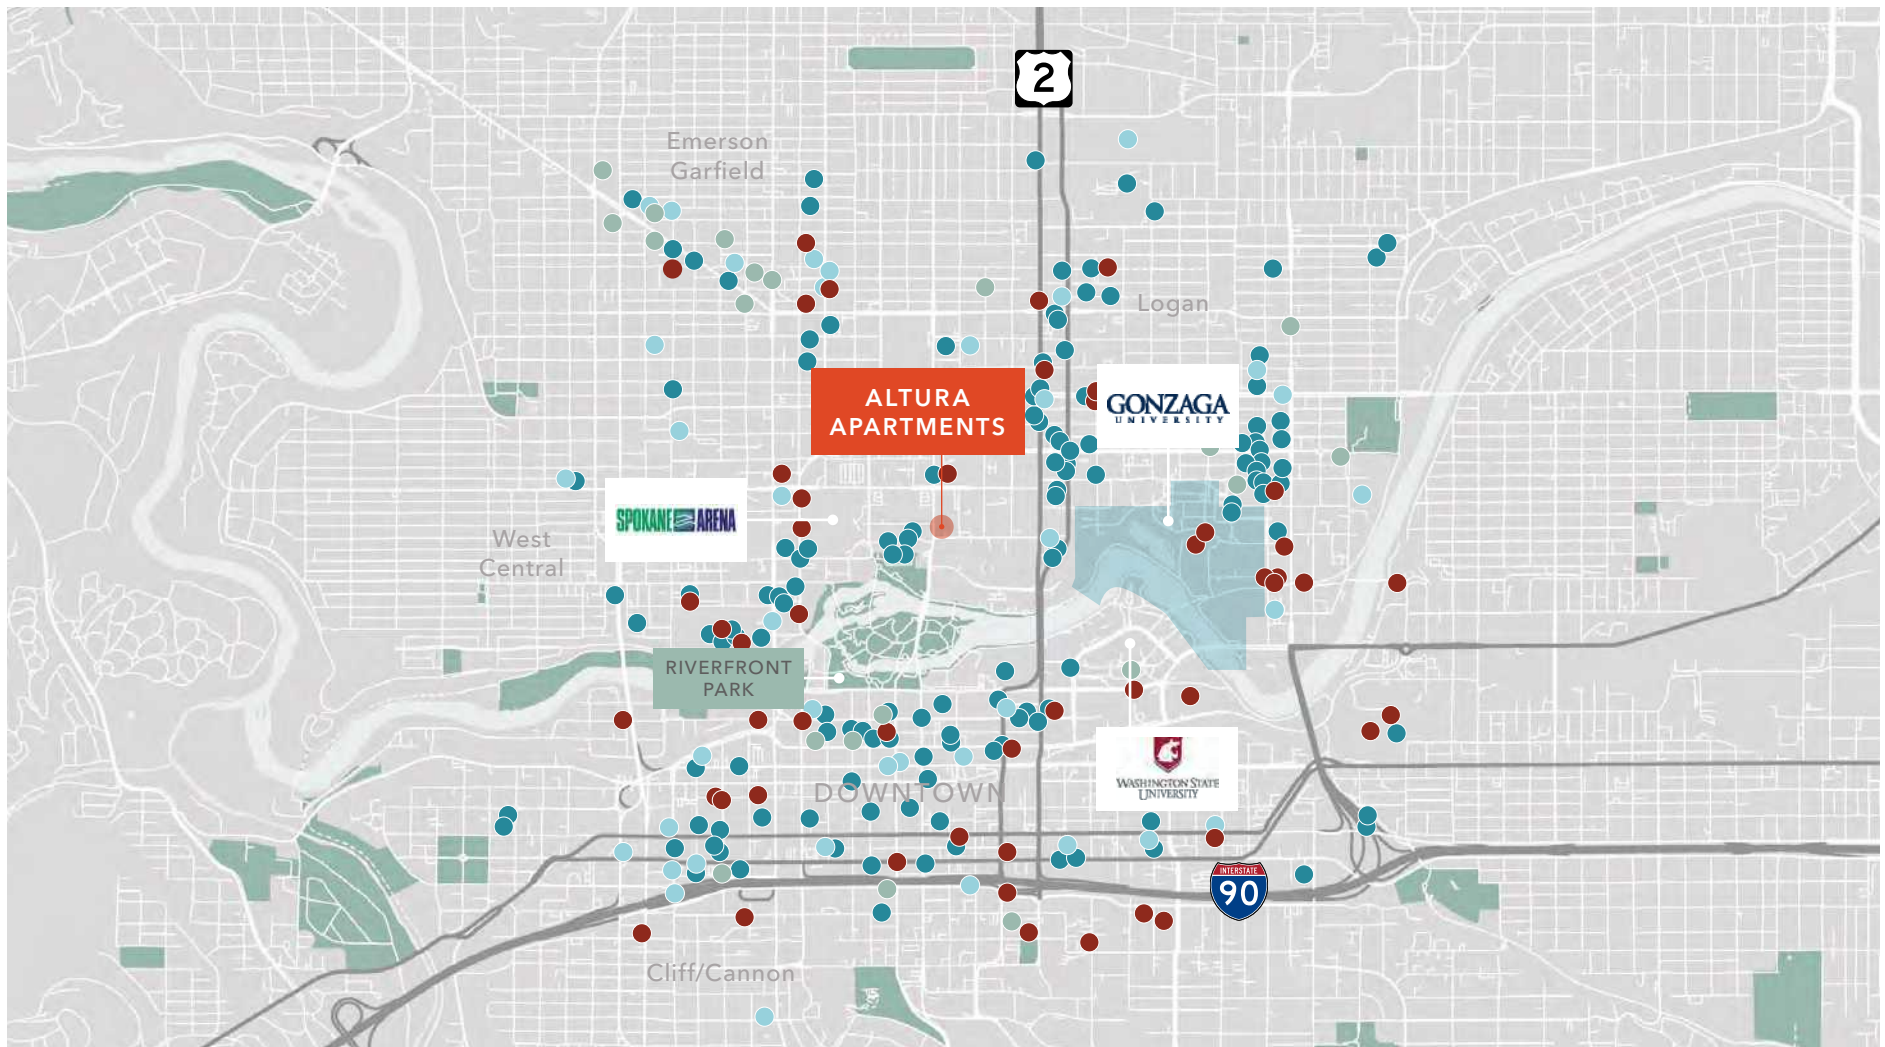 2
Emerson
Garfield
Logan
ALTURA
APARTMENTS
GONZAGA
UNIVERSITY
SPOKANE ARENA
West
Central
RIVERFRONT
PARK
WASHINGTON STATE
UNIVERSITY
DOWNTOWN
INTERSTATE
90
Cliff/Cannon